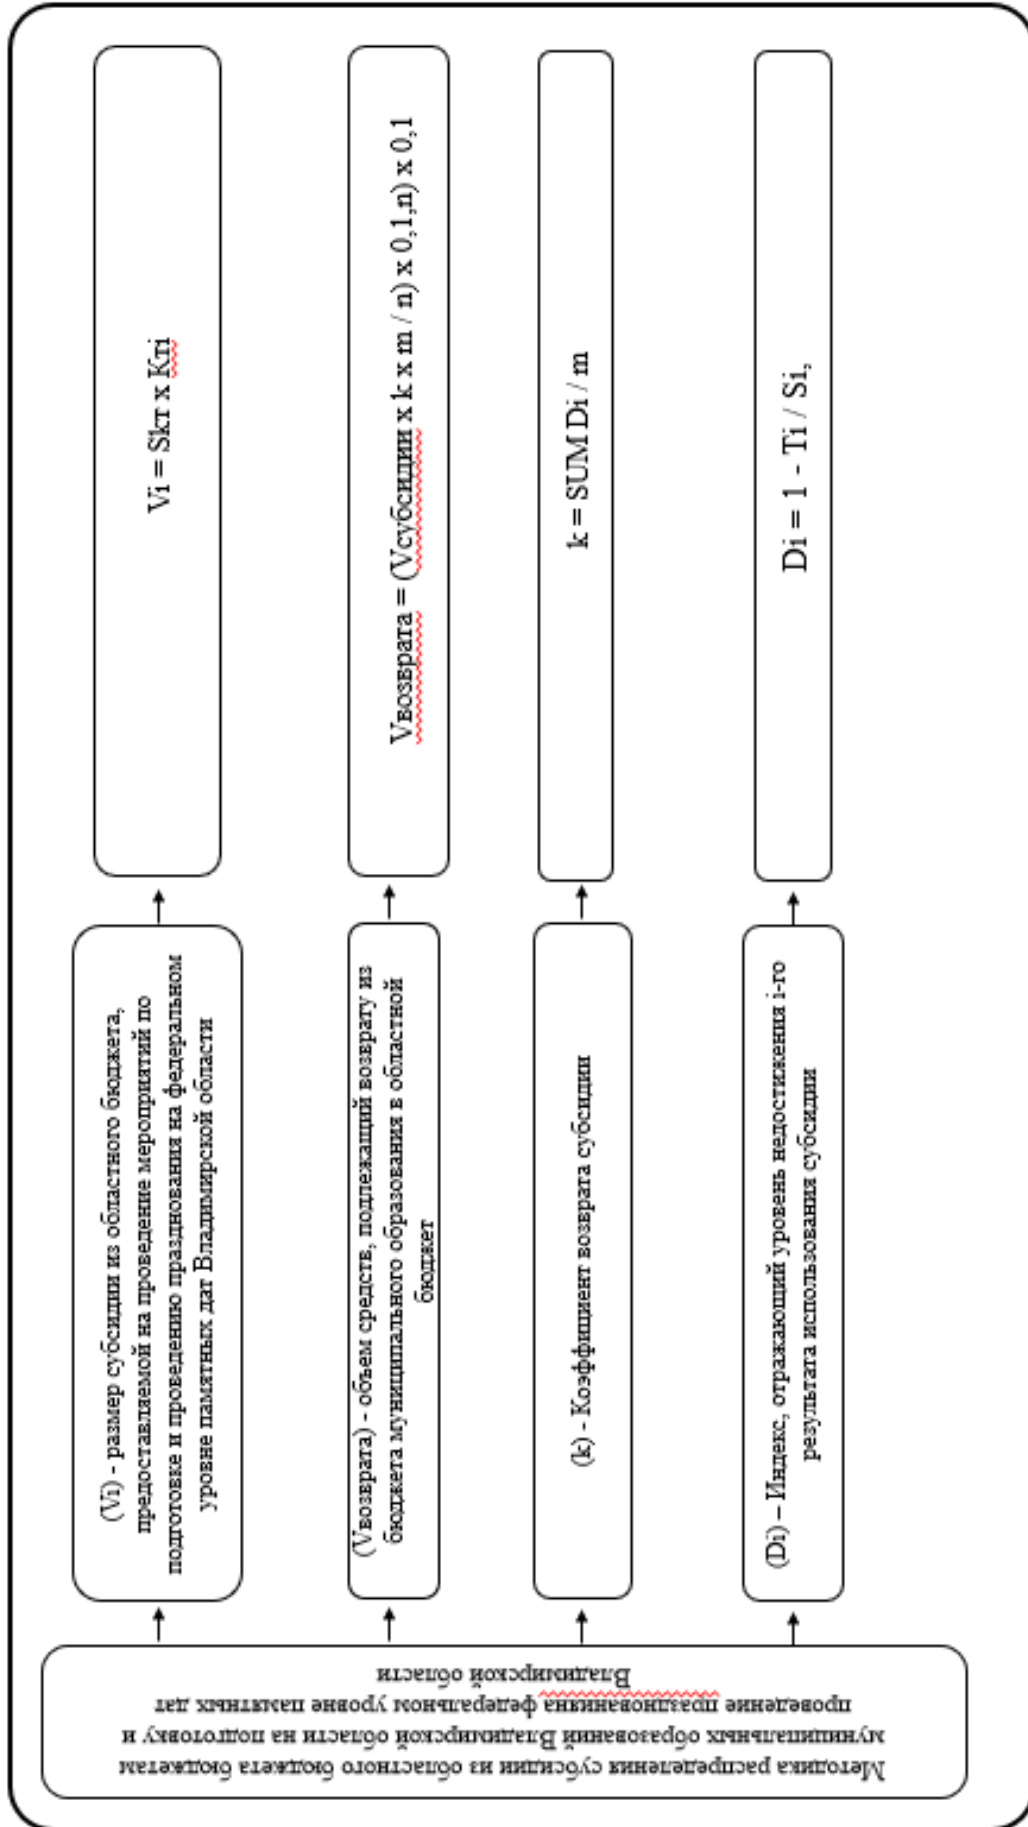 Методика распределения субсидии из областного бюджета бюджетам
муниципальных образований Владимирской области на подготовку и
проведение праздованияна федеральном уровне памятных дат
Владимирской области
(Vi) - размер субсидии из областного бюджета,
предоставляемой на проведение мероприятий по
подготовке и проведению празднования на федеральном
уровне памятных дат Владимирской области
Vi = Sкт x Ктi
(Vвозврата) - объем средств, подлежащий возврату из
бюджета муниципального образования в областной
бюджет
Vвозврата = (Vсубсидии x k x m / n) x 0,1,n) x 0,1
(k) - Коэффициент возврата субсидии
k = SUM Di / m
(Di) – Индекс, отражающий уровень недостижения i-го
результата использования субсидии
Di = 1 - Ti / Si,